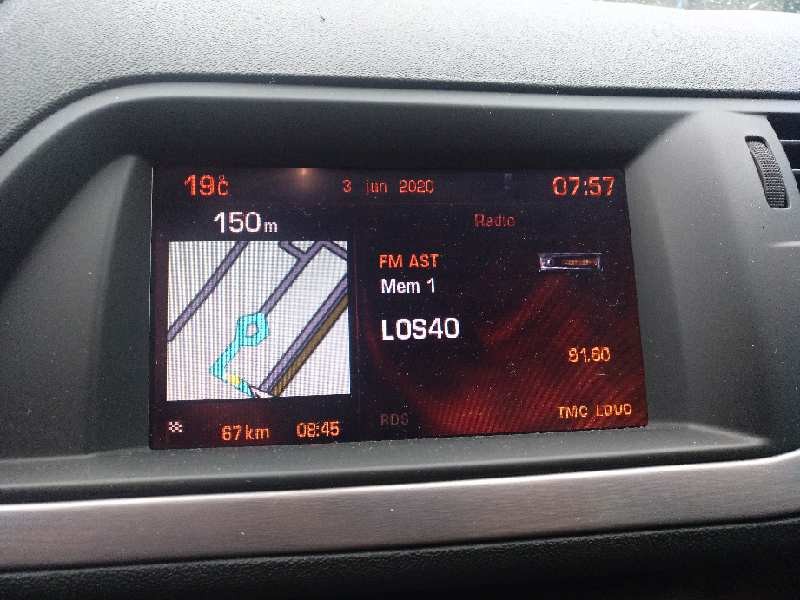 19°C 3 jun 2020 07:57
150m
Radio
FM AST
Mem 1
LOS40
91.60
67km 08:45
RDS
TMC LOVO